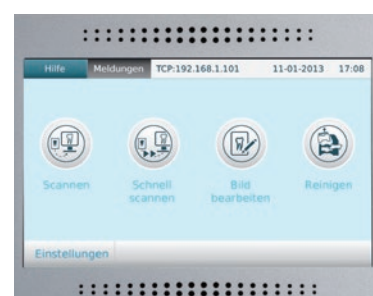 Hilfe Meldungen TCP:192.168.1.101 11-01-2013 17:08
Scannen Schnell Bild Reinigen
scannen bearbeiten
Einstellungen